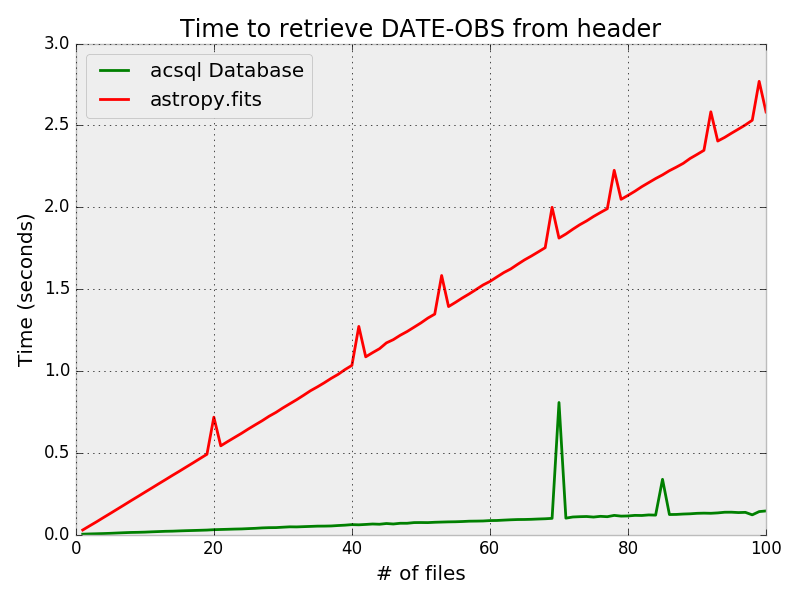 Time to retrieve DATE-OBS from header
acsql Database
astropy.fits
3.0
2.5
2.0
1.5
1.0
0.5
0.0
Time (seconds)
0 20 40 60 80 100
# of files